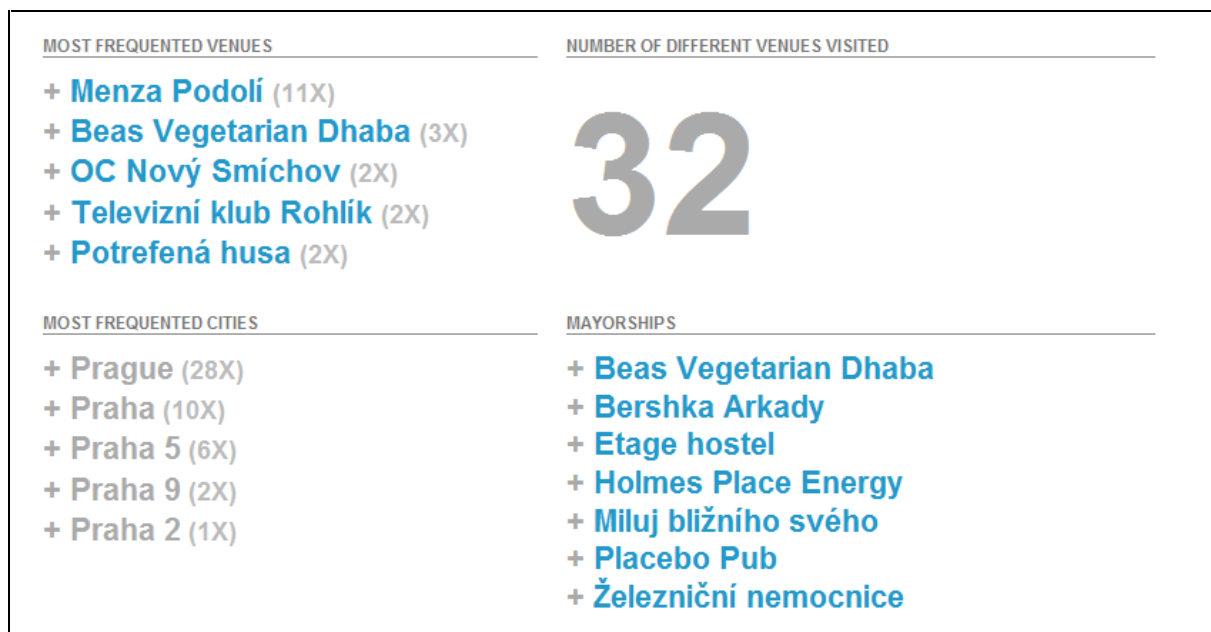 MOST FREQUENTED VENUES
+ Menza Podolí (11X)
+ Beas Vegetarian Dhaba (3X)
+ OC Nový Smíchov (2X)
+ Televizní klub Rohlík (2X)
+ Potrefená husa (2X)
NUMBER OF DIFFERENT VENUES VISITED
32
MOST FREQUENTED CITIES
+ Prague (28X)
+ Praha (10X)
+ Praha 5 (6X)
+ Praha 9 (2X)
+ Praha 2 (1X)
MAYORSHIPS
+ Beas Vegetarian Dhaba
+ Bershka Arkady
+ Etage hostel
+ Holmes Place Energy
+ Miluj bližního svého
+ Placebo Pub
+ Železniční nemocnice